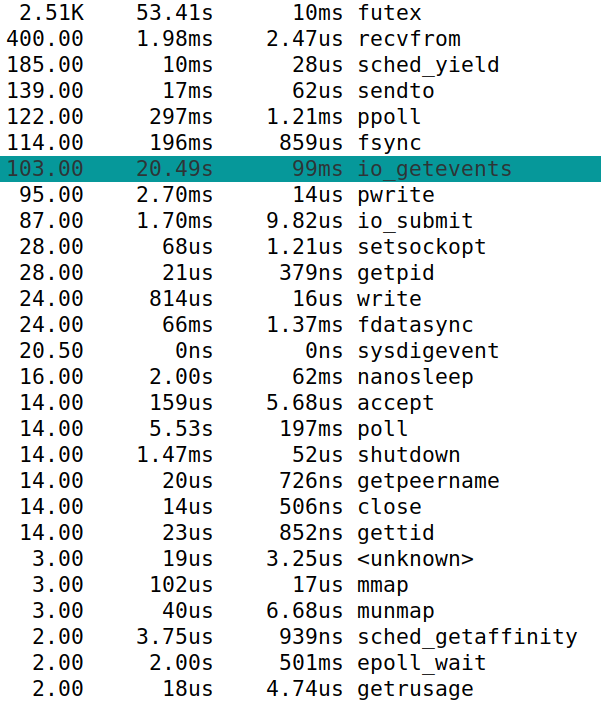 2.51K 53.41s 10ms futex
400.00 1.98ms 2.47us recvfrom
185.00 10ms 28us sched_yield
139.00 17ms 62us sendto
122.00 297ms 1.21ms ppoll
114.00 196ms 859us fsync
103.00 20.49s 99ms io_getevents
95.00 2.70ms 14us pwrite
87.00 1.70ms 9.82us io_submit
28.00 68us 1.21us setsockopt
28.00 21us 379ns getpid
24.00 814us 16us write
24.00 66ms 1.37ms fdatasync
20.50 0ns 0ns sysdigevent
16.00 2.00s 62ms nanosleep
14.00 159us 5.68us accept
14.00 5.53s 197ms poll
14.00 1.47ms 52us shutdown
14.00 20us 726ns getpeername
14.00 14us 506ns close
14.00 23us 852ns gettid
3.00 19us 3.25us <unknown>
3.00 102us 17us mmap
3.00 40us 6.68us munmap
2.00 3.75us 939ns sched_getaffinity
2.00 2.00s 501ms epoll_wait
2.00 18us 4.74us getrusage